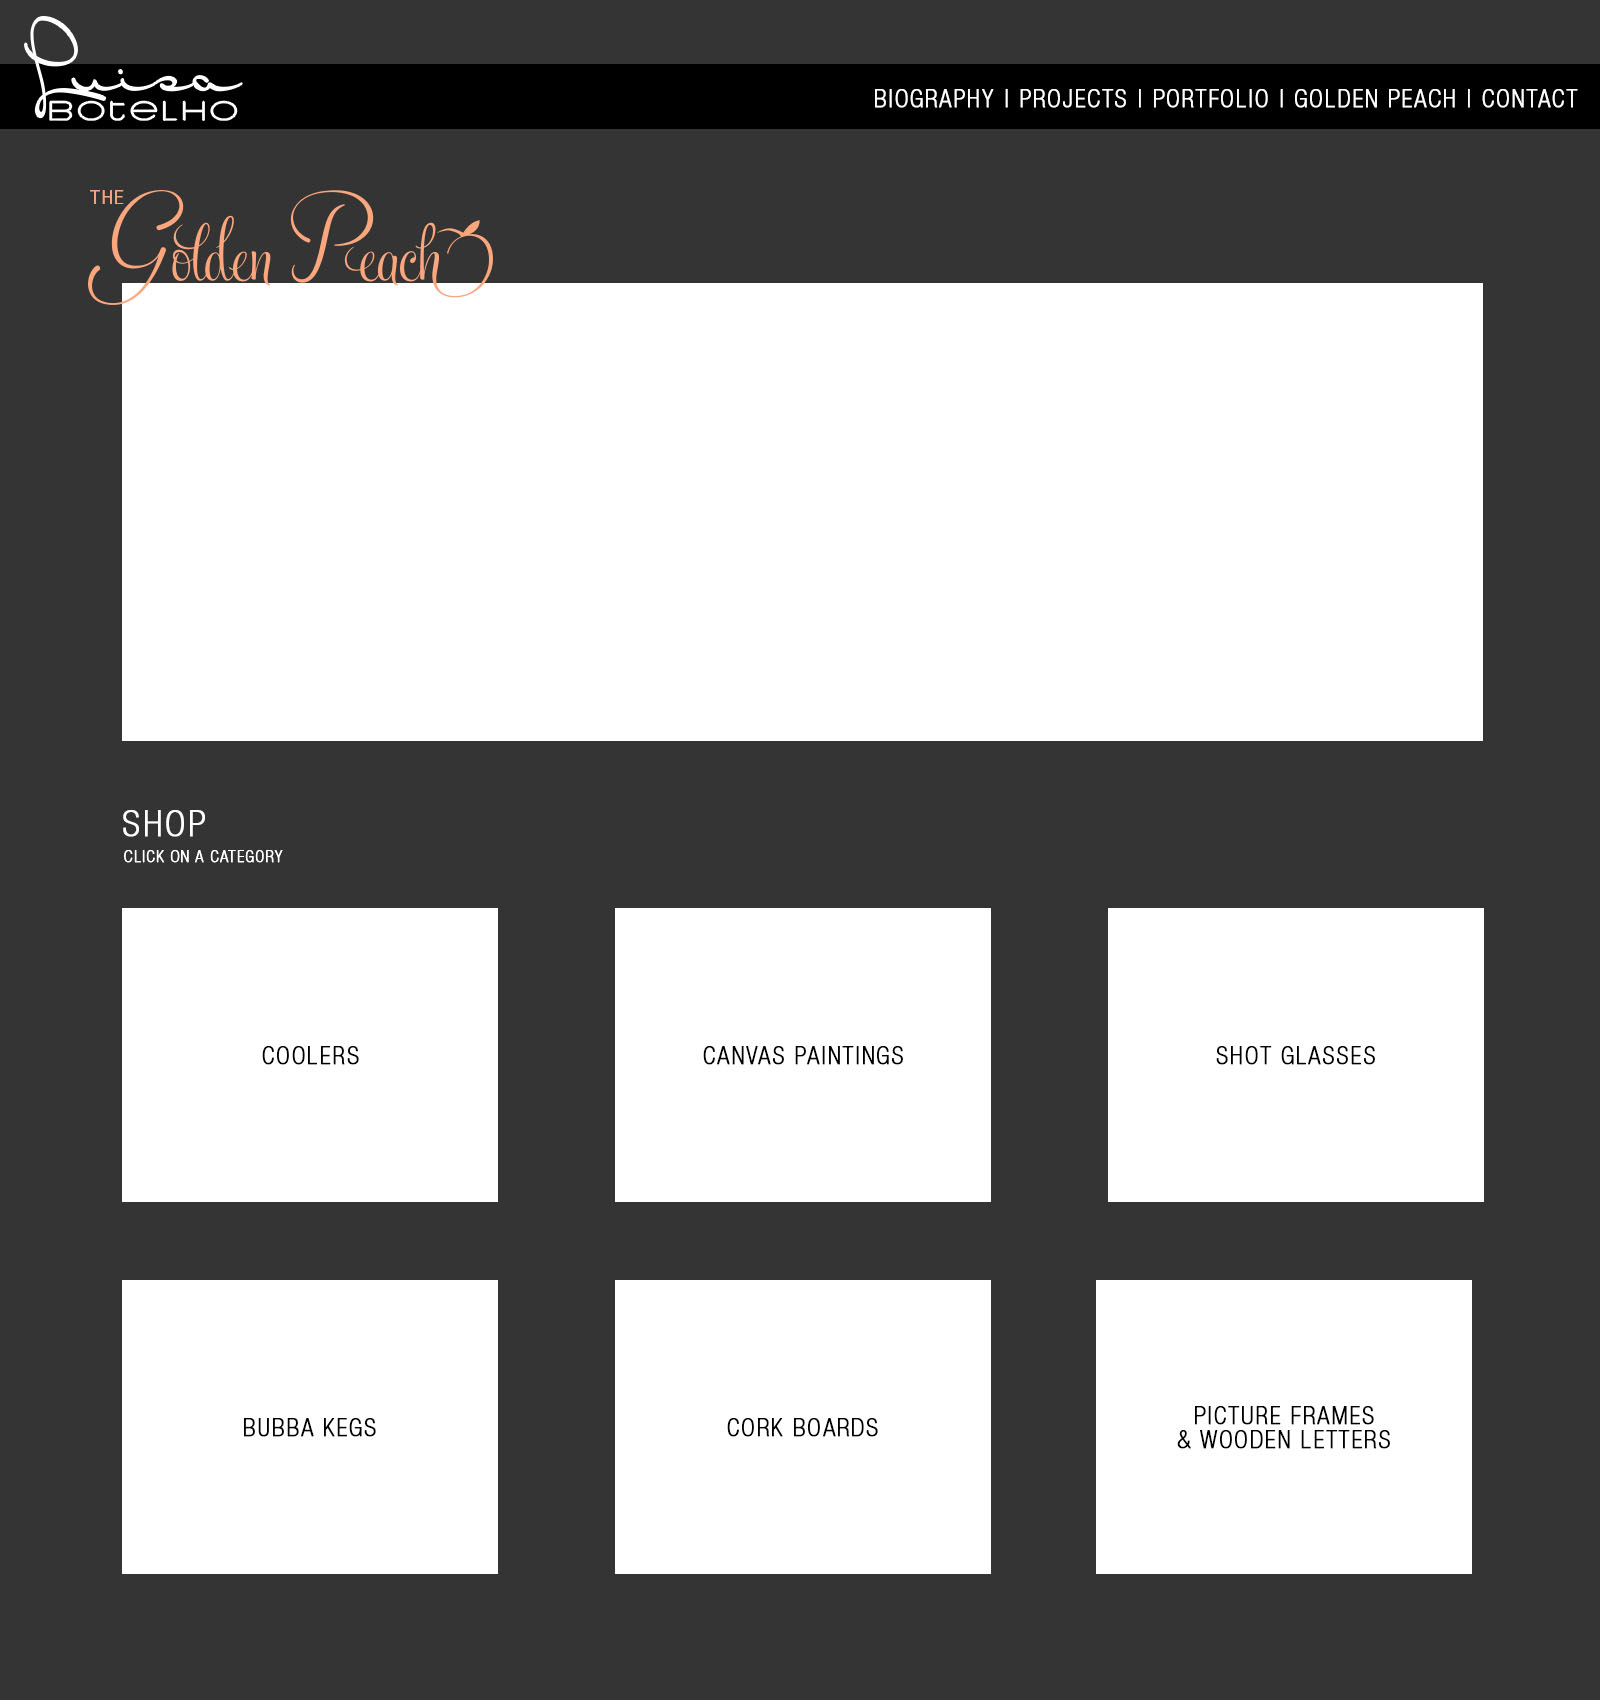 Luisa
BOTELHO
BIOGRAPHY | PROJECTS | PORTFOLIO | GOLDEN PEACH | CONTACT
THE
Golden Peach
SHOP
CLICK ON A CATEGORY
COOLERS
CANVAS PAINTINGS
SHOT GLASSES
BUBBA KEGS
CORK BOARDS
PICTURE FRAMES
& WOODEN LETTERS